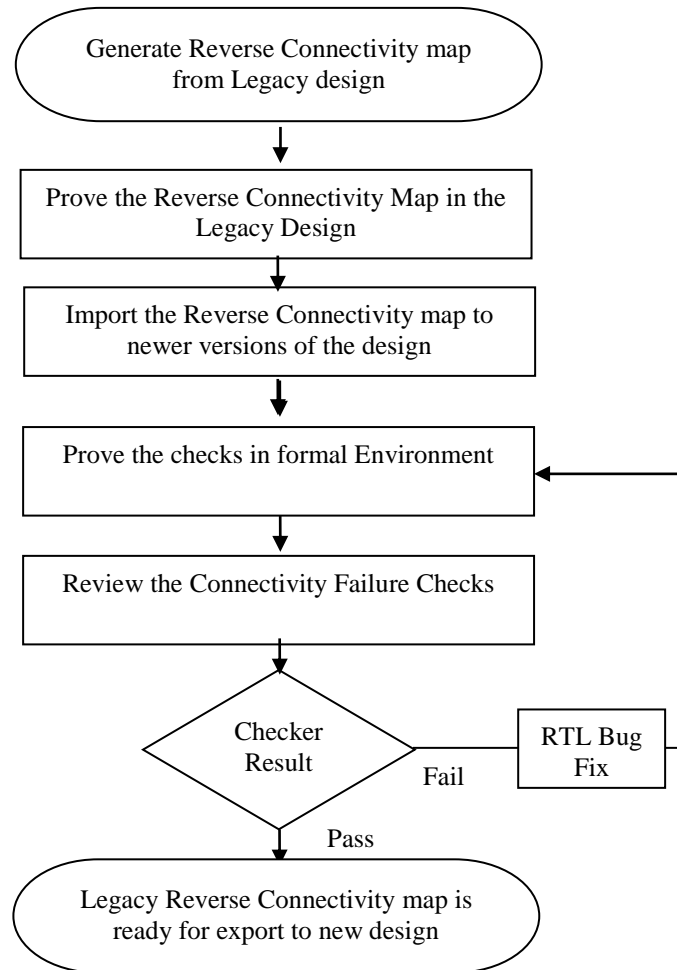 Generate Reverse Connectivity map
from Legacy design
Prove the Reverse Connectivity Map in the
Legacy Design
Import the Reverse Connectivity map to
newer versions of the design
Prove the checks in formal Environment
Review the Connectivity Failure Checks
Checker
Result
Fail
RTL Bug
Fix
Pass
Legacy Reverse Connectivity map is
ready for export to new design